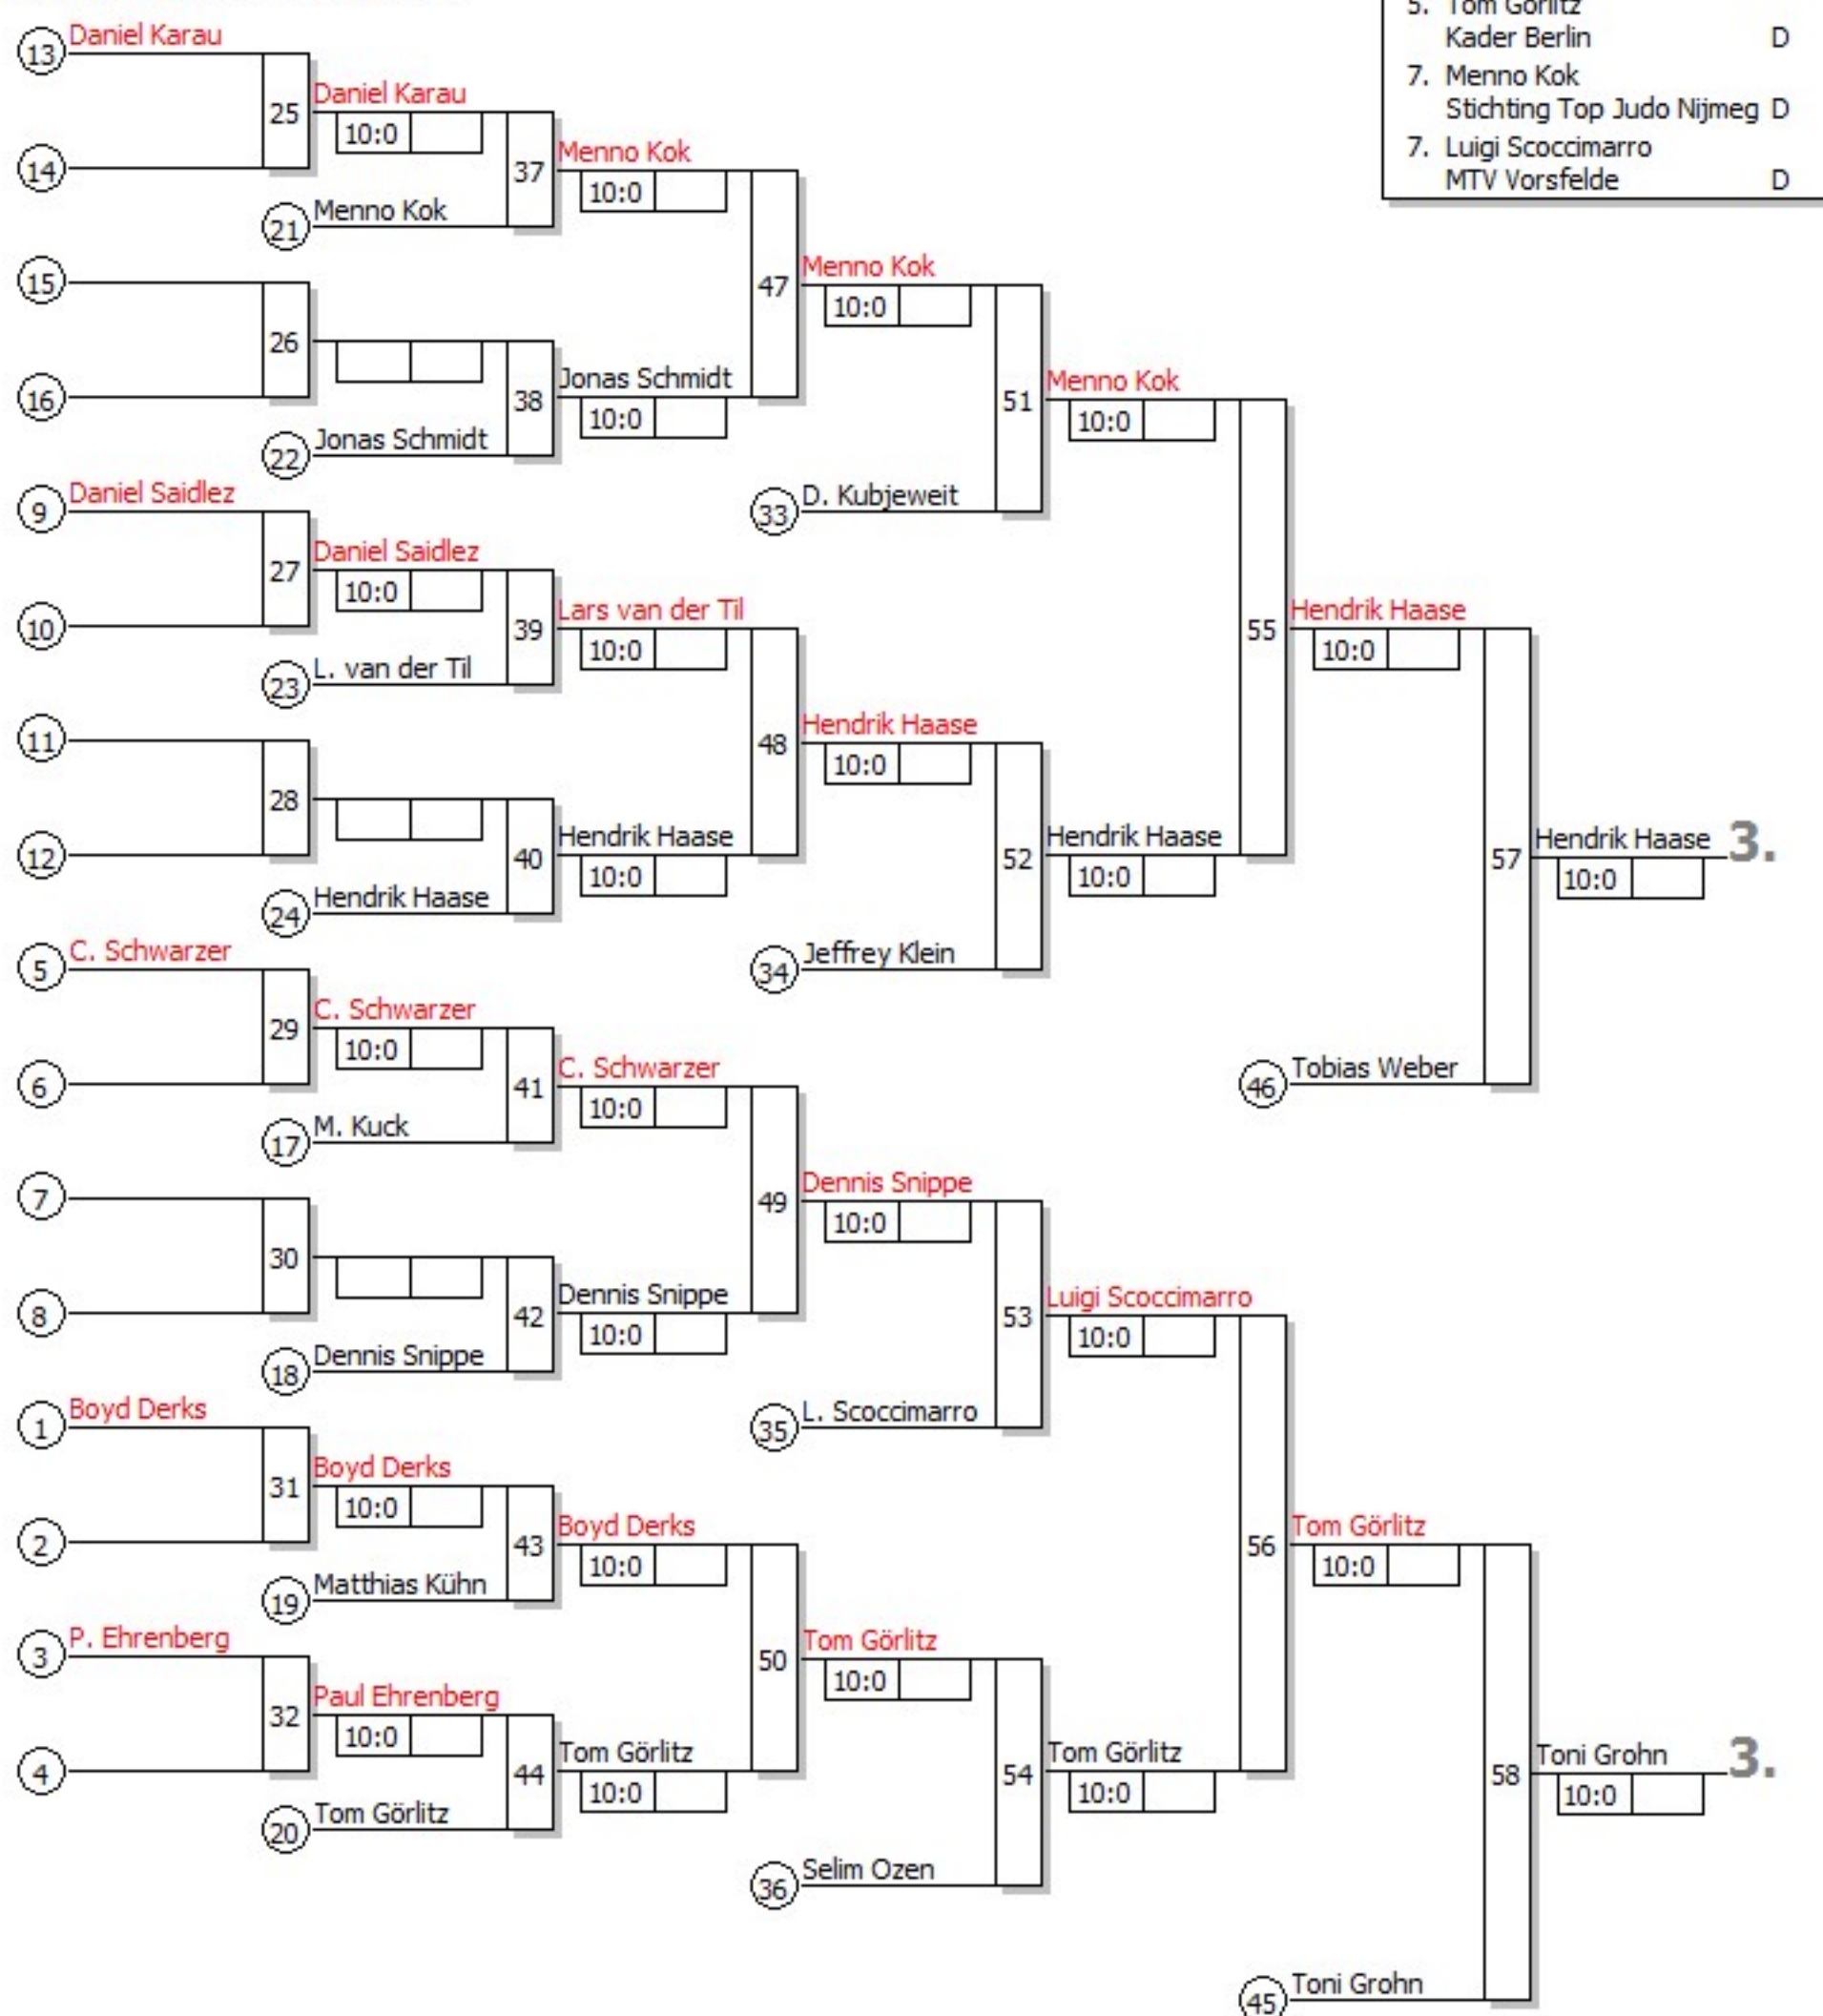 5. Tom Görlitz
Kader Berlin D
7. Menno Kok
Stichting Top Judo Nijmeg D
7. Luigi Scoccimarro
MTV Vorsfelde D
13 Daniel Karau
25 Daniel Karau
10:0
14
37 Menno Kok
10:0
21 Menno Kok
15
47 Menno Kok
10:0
26
16
38 Jonas Schmidt
10:0
22 Jonas Schmidt
51 Menno Kok
10:0
9 Daniel Saidlez
33 D. Kubjeweit
27 Daniel Saidlez
10:0
10
39 Lars van der Til
10:0
55 Hendrik Haase
10:0
23 L. van der Til
11
48 Hendrik Haase
10:0
28
12
40 Hendrik Haase
10:0
52 Hendrik Haase
10:0
57 Hendrik Haase 3.
10:0
24 Hendrik Haase
5 C. Schwarzer
34 Jeffrey Klein
29 C. Schwarzer
10:0
6
41 C. Schwarzer
10:0
46 Tobias Weber
17 M. Kuck
7
49 Dennis Snippe
10:0
30
8
42 Dennis Snippe
10:0
53 Luigi Scoccimarro
10:0
18 Dennis Snippe
1 Boyd Derks
35 L. Scoccimarro
31 Boyd Derks
10:0
2
43 Boyd Derks
10:0
56 Tom Görlitz
10:0
19 Matthias Kühn
3 P. Ehrenberg
50 Tom Görlitz
10:0
32 Paul Ehrenberg
10:0
4
44 Tom Görlitz
10:0
54 Tom Görlitz
10:0
58 Toni Grohn 3.
10:0
20 Tom Görlitz
36 Selim Ozen
45 Toni Grohn